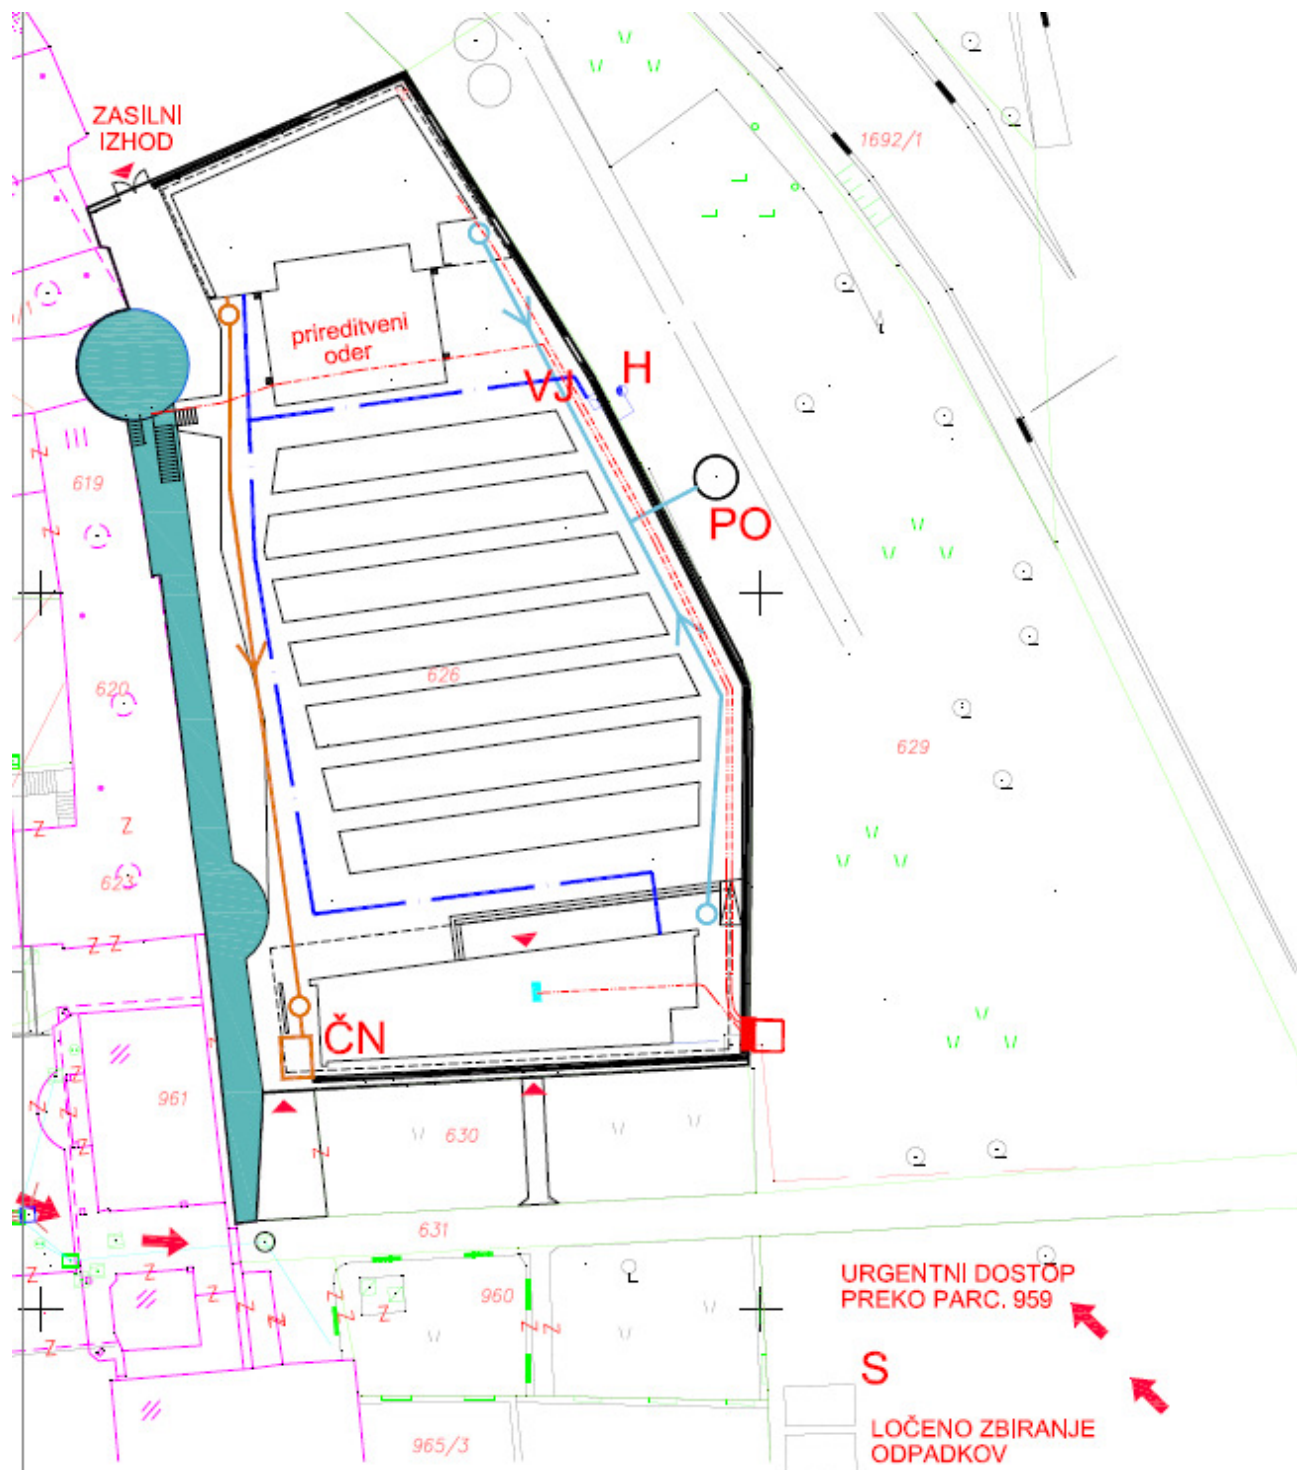 ZASILNI
IZHOD
1692/1
prireditveni
oder
H
VJ
619
PO
620
626
629
623
ČN
961
630
631
960
URGENTNI DOSTOP
PREKO PARC. 959
S
LOČENO ZBIRANJE
ODPADKOV
965/3